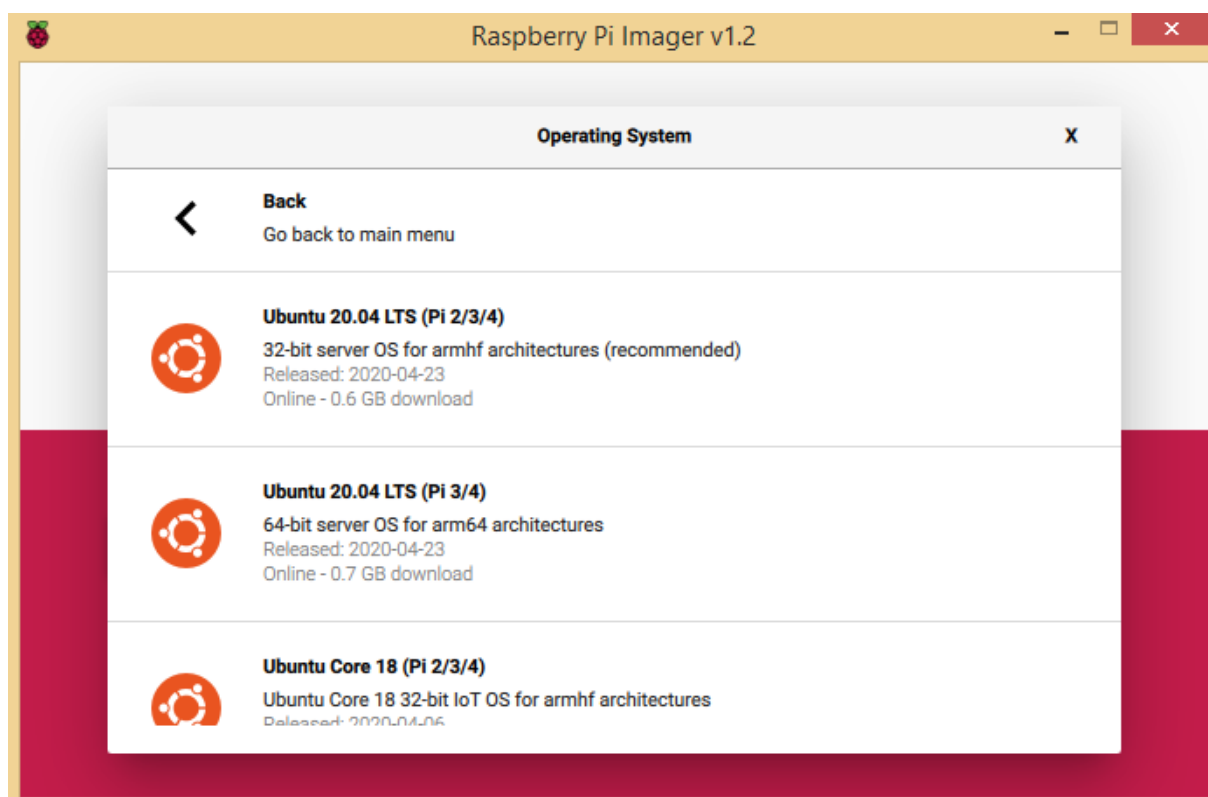 Raspberry Pi Imager v1.2
Operating System X
Back
Go back to main menu
Ubuntu 20.04 LTS (Pi 2/3/4)
32-bit server OS for armhf architectures (recommended)
Released: 2020-04-23
Online - 0.6 GB download
Ubuntu 20.04 LTS (Pi 3/4)
64-bit server OS for arm64 architectures
Released: 2020-04-23
Online - 0.7 GB download
Ubuntu Core 18 (Pi 2/3/4)
Ubuntu Core 18 32-bit IoT OS for armhf architectures
Released: 2020-04-06